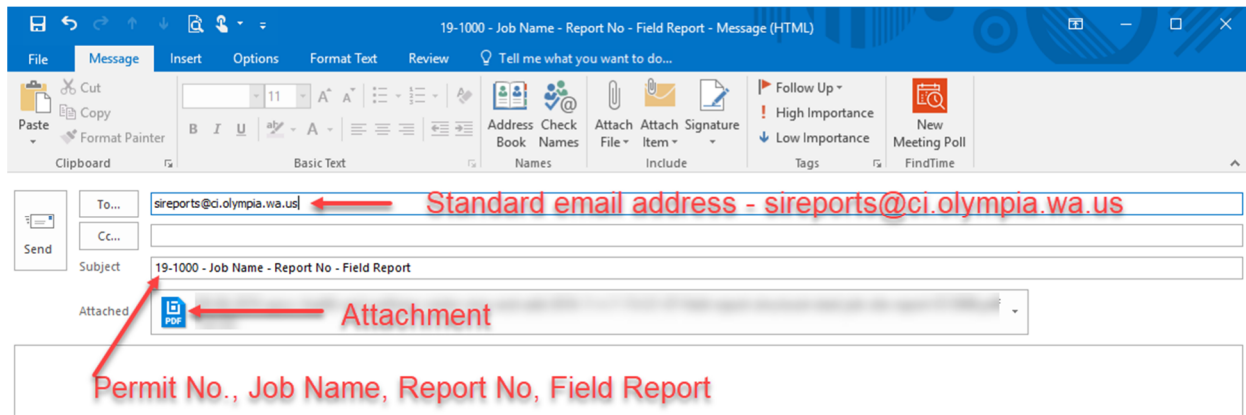 19-1000 - Job Name - Report No - Field Report - Message (HTML)
File Message Insert Options Format Text Review Tell me what you want to do...
Paste
Cut
Copy
Format Painter
Clipboard
11
B I U
Basic Text
Address Book
Check Names
Names
Attach File
Attach Item
Signature
Include
Follow Up
High Importance
Low Importance
Tags
New Meeting Poll
FindTime
Send
To... sireports@ci.olympia.wa.us Standard email address - sireports@ci.olympia.wa.us
Cc...
Subject 19-1000 - Job Name - Report No - Field Report
Attached PDF Attachment
Permit No., Job Name, Report No, Field Report